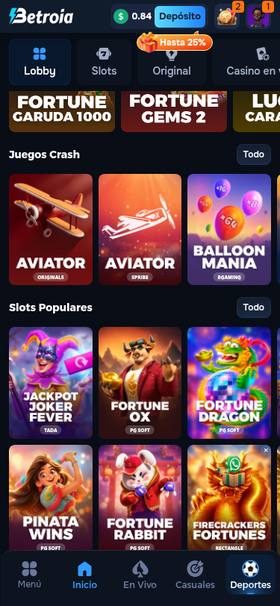 Betroia
0.84
Depósito
2
1
Hasta 25%
Lobby
Slots
Original
Casino en
FORTUNE
GARUDA 1000
FORTUNE
GEMS 2
Juegos Crash
Todo
AVIATOR
ORIGINALS
AVIATOR
SPRIBE
X64
BALLOON
MANIA
Slots Populares
Todo
JACKPOT
JOKER
FEVER
TADA
FORTUNE
OX
PG SOFT
FORTUNE
DRAGON
PG SOFT
PINATA
WINS
PG SOFT
FORTUNE
RABBIT
PG SOFT
FIRECRACKERS
FORTUNES
RECTANGLE
Menú
Inicio
En Vivo
Casuales
Deportes